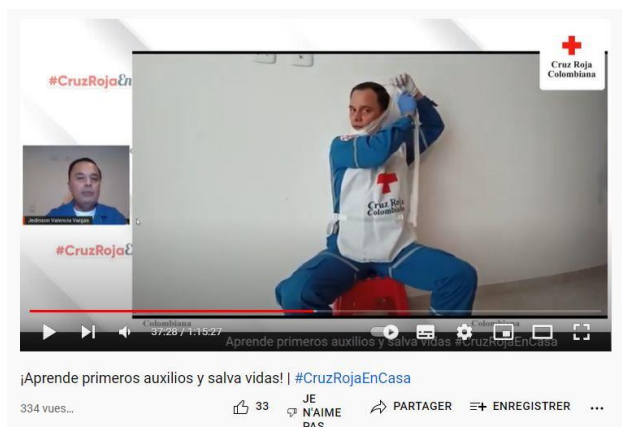 #CruzRojaEn
Cruz Roja
Colombiana
Cruz Roja
Colombiana
Jedinson Valencia Vargas
#CruzRojaE
Colombiana
Colombiana
37:28 / 1:15:27
Aprende primeros auxilios y salva vidas #CruzRojaEnCasa
¡Aprende primeros auxilios y salva vidas! | #CruzRojaEnCasa
334 vues...
33
JE
N'AIME
PAS
PARTAGER
ENREGISTRER